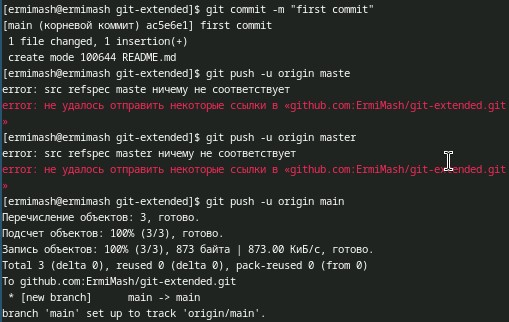 [ermimash@ermimash git-extended]$ git commit -m "first commit"
[main (корневой коммит) ac5e6e1] first commit
 1 file changed, 1 insertion(+)
 create mode 100644 README.md
[ermimash@ermimash git-extended]$ git push -u origin maste
error: src refspec maste ничему не соответствует
error: не удалось отправить некоторые ссылки в «github.com:ErmiMash/git-extended.git
»
[ermimash@ermimash git-extended]$ git push -u origin master
error: src refspec master ничему не соответствует
error: не удалось отправить некоторые ссылки в «github.com:ErmiMash/git-extended.git
»
[ermimash@ermimash git-extended]$ git push -u origin main
Перечисление объектов: 3, готово.
Подсчет объектов: 100% (3/3), готово.
Запись объектов: 100% (3/3), 873 байта | 873.00 КиБ/с, готово.
Total 3 (delta 0), reused 0 (delta 0), pack-reused 0 (from 0)
To github.com:ErmiMash/git-extended.git
 * [new branch]      main -> main
branch 'main' set up to track 'origin/main'.